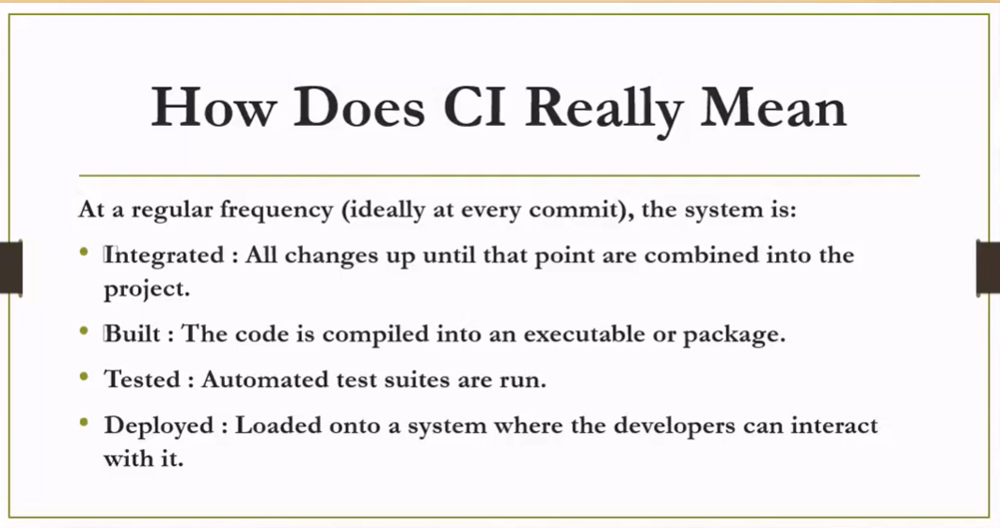 How Does CI Really Mean
At a regular frequency (ideally at every commit), the system is:
• Integrated : All changes up until that point are combined into the
project.
• Built : The code is compiled into an executable or package.
• Tested : Automated test suites are run.
• Deployed : Loaded onto a system where the developers can interact
with it.